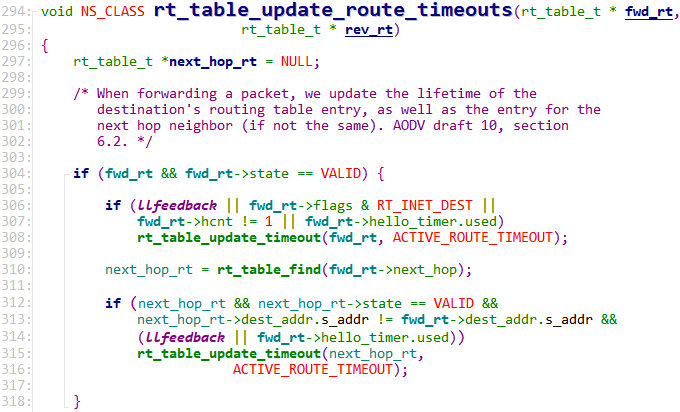 294: void NS_CLASS rt_table_update_route_timeouts(rt_table_t * fwd_rt,
295:                          rt_table_t * rev_rt)
296: {
297:     rt_table_t *next_hop_rt = NULL;
298:
299:     /* When forwarding a packet, we update the lifetime of the
300:        destination's routing table entry, as well as the entry for the
301:        next hop neighbor (if not the same). AODV draft 10, section
302:        6.2. */
303:
304:     if (fwd_rt && fwd_rt->state == VALID) {
305:
306:         if (llfeedback || fwd_rt->flags & RT_INET_DEST ||
307:             fwd_rt->hcnt != 1 || fwd_rt->hello_timer.used)
308:             rt_table_update_timeout(fwd_rt, ACTIVE_ROUTE_TIMEOUT);
309:
310:         next_hop_rt = rt_table_find(fwd_rt->next_hop);
311:
312:         if (next_hop_rt && next_hop_rt->state == VALID &&
313:             next_hop_rt->dest_addr.s_addr != fwd_rt->dest_addr.s_addr &&
314:             (llfeedback || fwd_rt->hello_timer.used))
315:             rt_table_update_timeout(next_hop_rt,
316:                         ACTIVE_ROUTE_TIMEOUT);
317:
318:     }